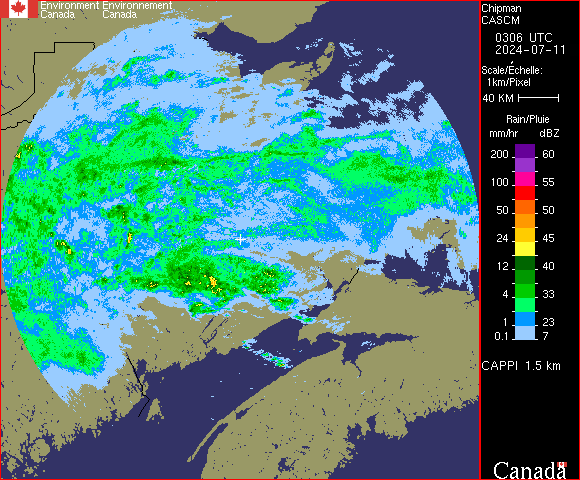 Environment Environnement
Canada Canada
Chipman
CASCM
0306 UTC
2024-07-11
Scale/Échelle:
1km/Pixel
40 KM
Rain/Pluie
mm/hr dBZ
200 60
100 55
50 50
24 45
12 40
4 33
1 23
0.1 7
CAPPI 1.5 km
Canada